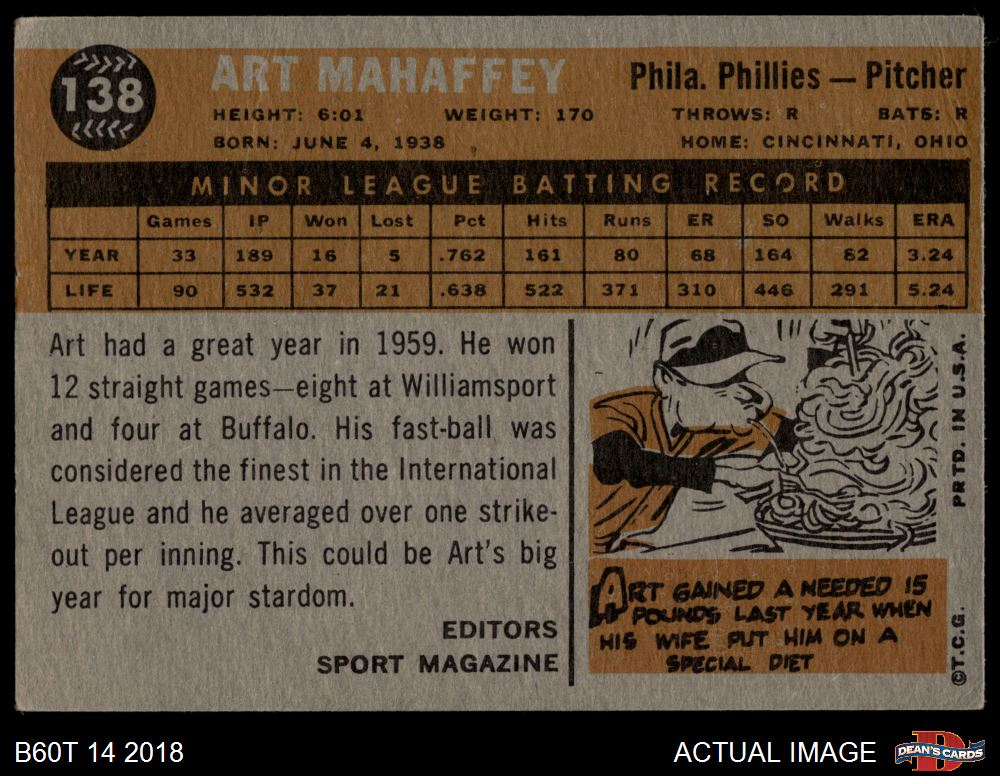 138
ART MAHAFFEY
Phila. Phillies — Pitcher
HEIGHT: 6:01 WEIGHT: 170 THROWS: R BATS: R
BORN: JUNE 4, 1938 HOME: CINCINNATI, OHIO
MINOR LEAGUE BATTING RECORD
Games IP Won Lost Pct Hits Runs ER SO Walks ERA
YEAR 33 189 16 5 .762 161 80 68 164 82 3.24
LIFE 90 532 37 21 .638 522 371 310 446 291 5.24
Art had a great year in 1959. He won
12 straight games—eight at Williamsport
and four at Buffalo. His fast-ball was
considered the finest in the International
League and he averaged over one strike-
out per inning. This could be Art's big
year for major stardom.
EDITORS
SPORT MAGAZINE
ART GAINED A NEEDED 15
POUNDS LAST YEAR WHEN
HIS WIFE PUT HIM ON A
SPECIAL DIET
©T.C.G. PRTD. IN U.S.A.
B60T 14 2018
ACTUAL IMAGE
DEAN'S CARDS